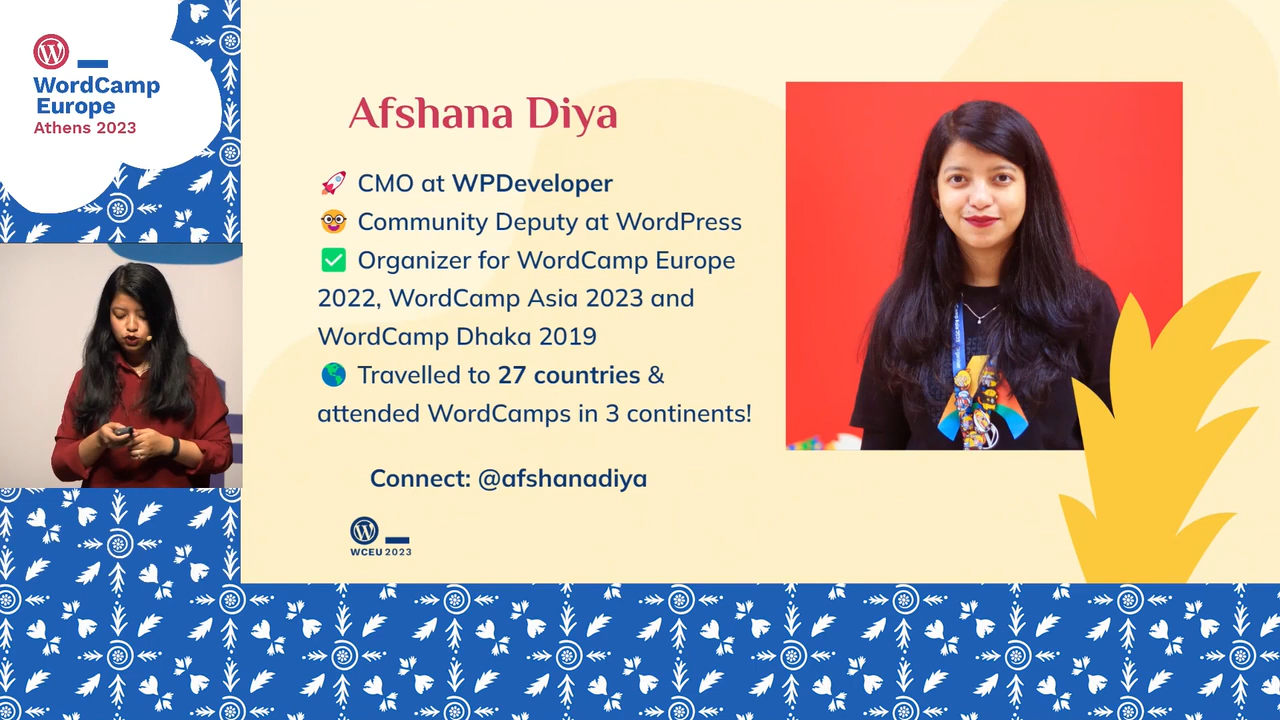 WordCamp
Europe
Athens 2023
Afshana Diya
🚀 CMO at WPDeveloper
🤓 Community Deputy at WordPress
✅ Organizer for WordCamp Europe
2022, WordCamp Asia 2023 and
WordCamp Dhaka 2019
🌎 Travelled to 27 countries &
attended WordCamps in 3 continents!
Connect: @afshanadiya
WCEU 2023